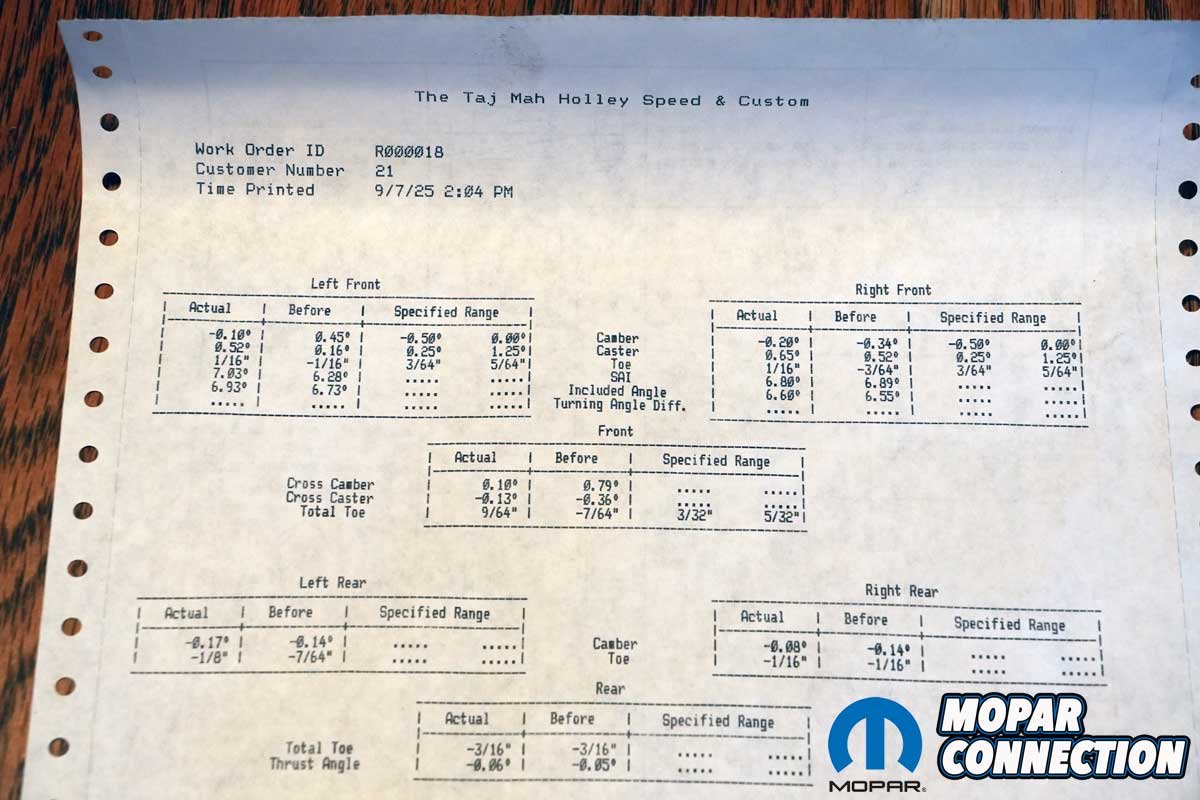 The Taj Mah Holley Speed & Custom
Work Order ID R000018
Customer Number 21
Time Printed 9/7/25 2:04 PM
Left Front
Actual Before Specified Range
-0.10° 0.45° -0.50° 0.00°
0.52° 0.16° 0.25° 1.25°
1/16" -1/16" 3/64" 5/64"
7.03° 6.28° ..... .....
6.93° 6.73° ..... .....
..... ..... ..... .....
Camber
Caster
Toe
SAI
Included Angle
Turning Angle Diff.
Right Front
Actual Before Specified Range
-0.20° -0.34° -0.50° 0.00°
0.65° 0.52° 0.25° 1.25°
1/16" -3/64" 3/64" 5/64"
6.80° 6.89° ..... .....
6.60° 6.55° ..... .....
..... ..... ..... .....
Front
Actual Before Specified Range
Cross Camber 0.10° 0.79° ..... .....
Cross Caster -0.13° -0.36° ..... .....
Total Toe 9/64" -7/64" 3/32" 5/32"
Left Rear
Actual Before Specified Range
-0.17° -0.14° ..... .....
-1/8" -7/64" ..... .....
Camber
Toe
Right Rear
Actual Before Specified Range
-0.08° -0.14° ..... .....
-1/16" -1/16" ..... .....
Rear
Actual Before Specified Range
Total Toe -3/16" -3/16" ..... .....
Thrust Angle -0.06° -0.05° ..... .....
MOPAR®
MOPAR
CONNECTION